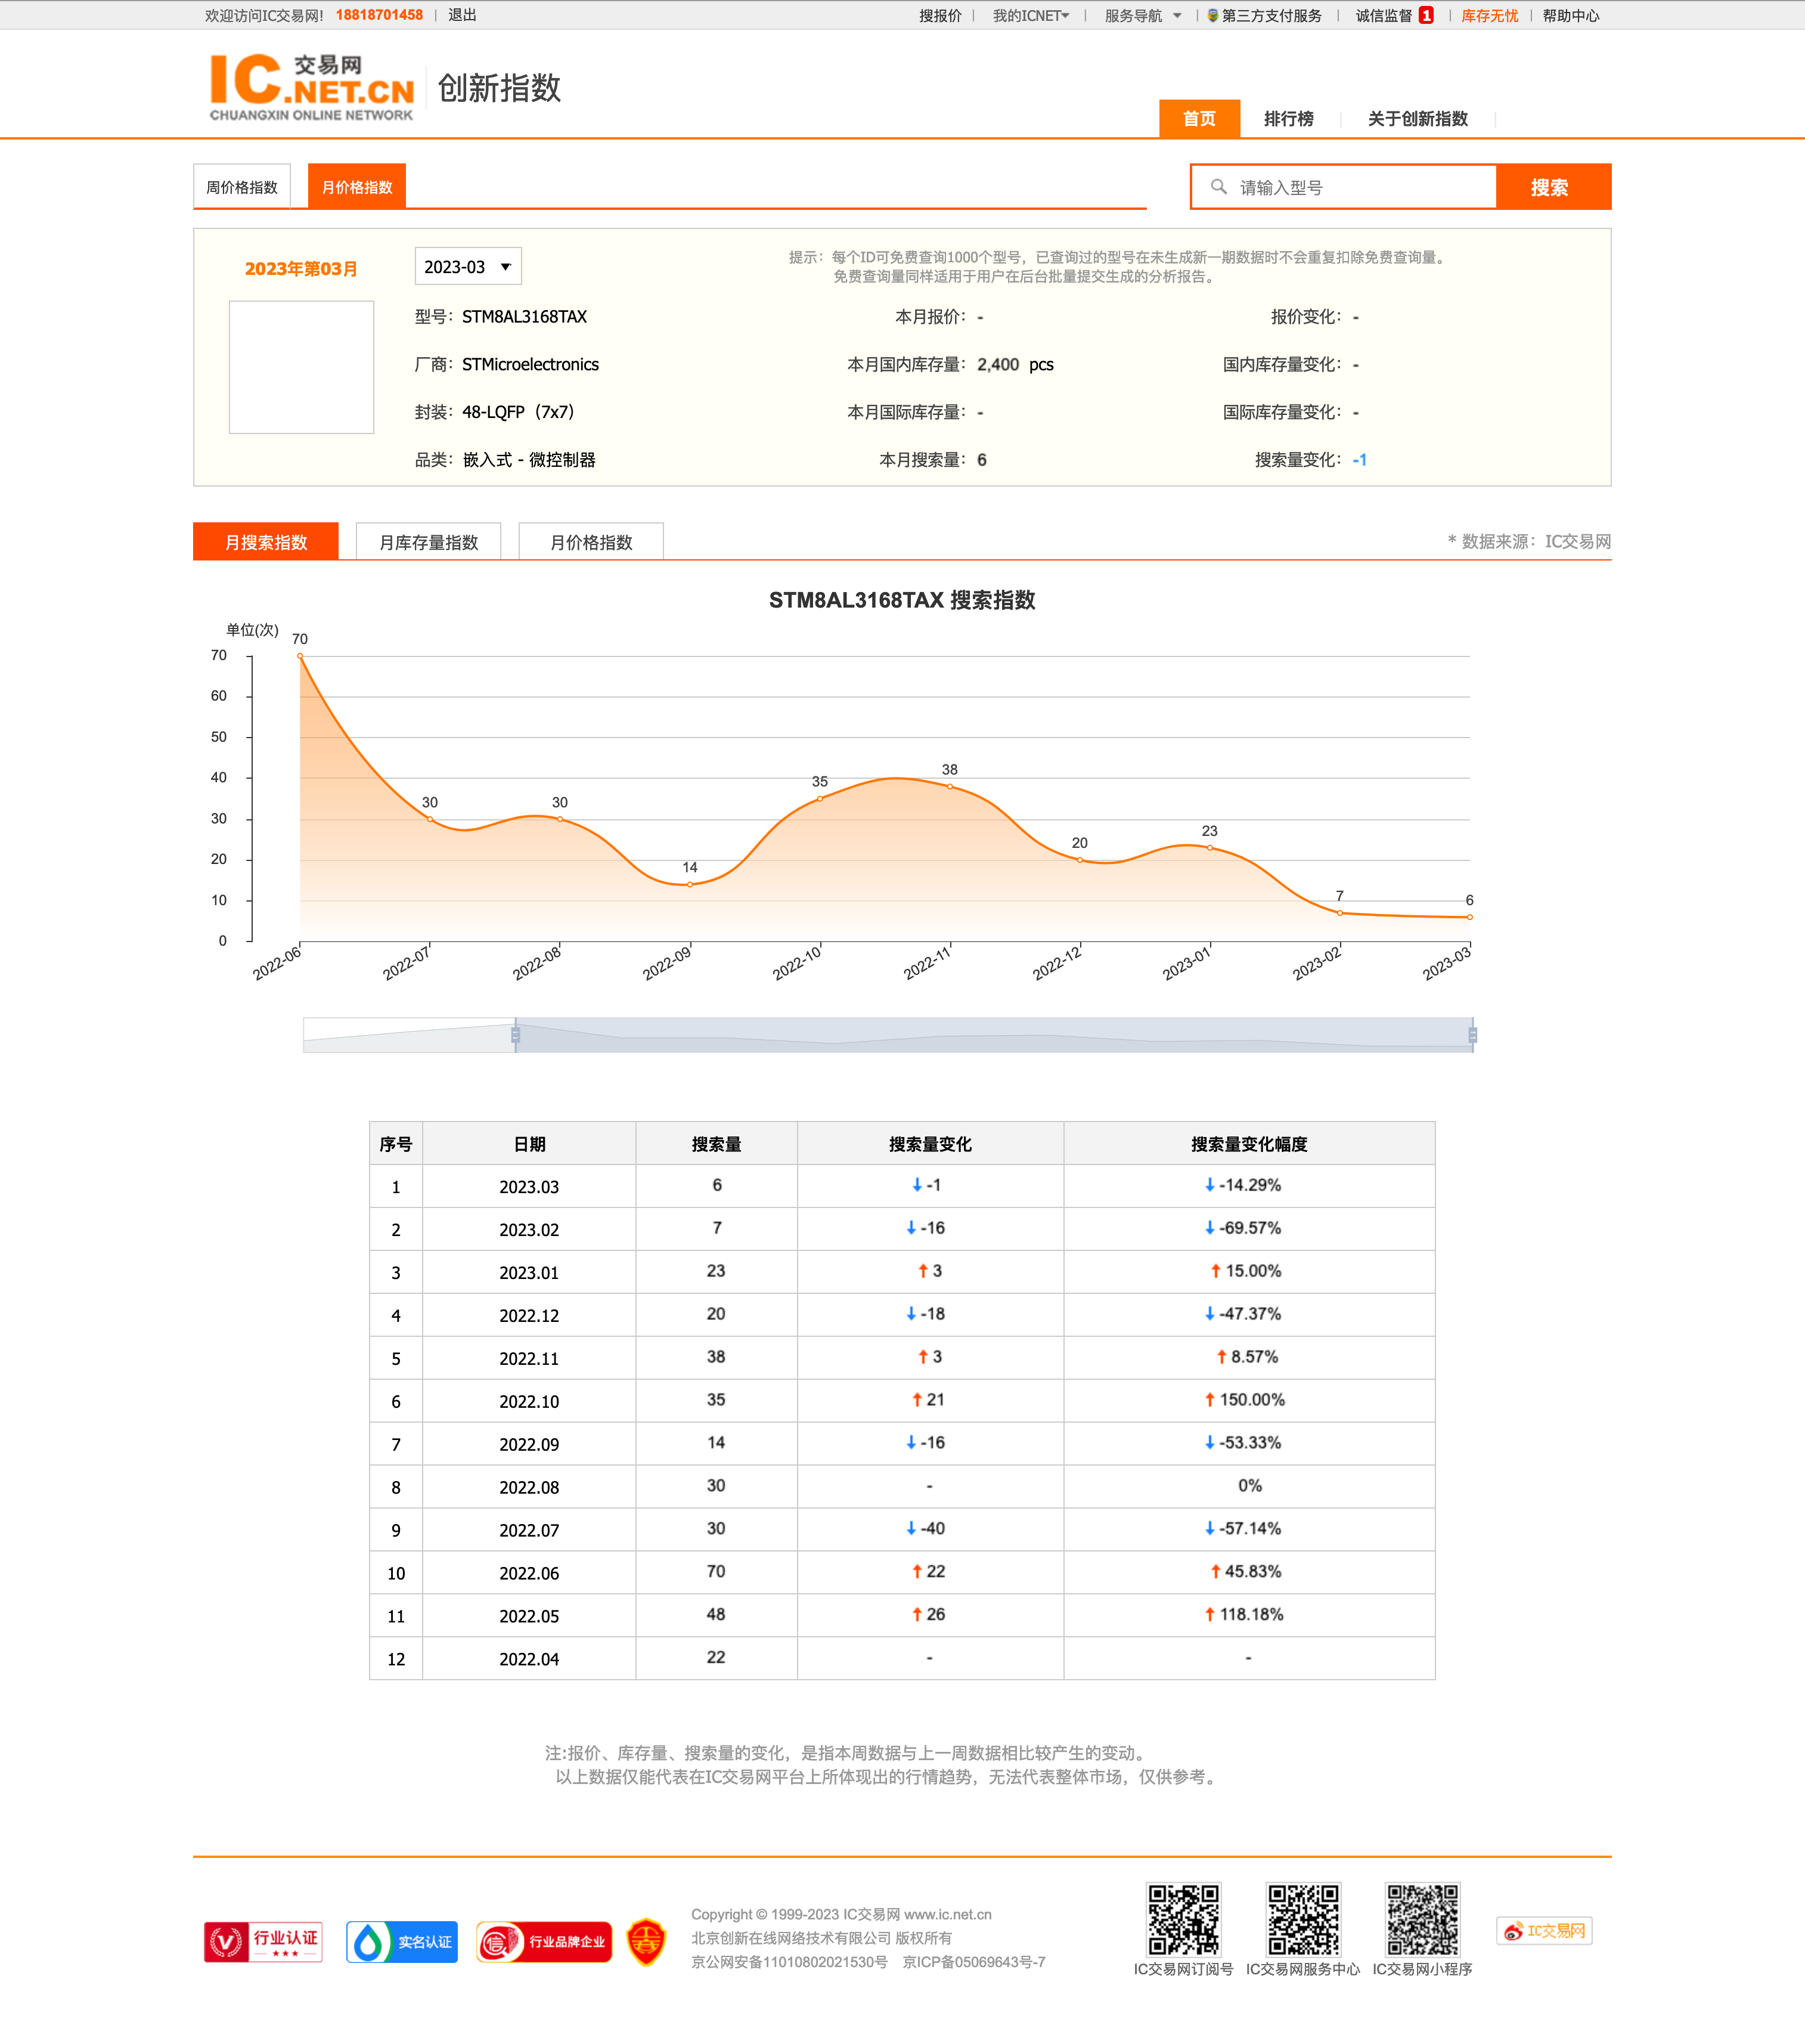 欢迎访问IC交易网! 18818701458 | 退出 搜报价 | 我的ICNET | 服务导航 | 第三方支付服务 | 诚信监督 1 | 库存无忧 | 帮助中心
IC交易网.NET.CN 创新指数
CHUANGXIN ONLINE NETWORK
首页 排行榜 关于创新指数
周价格指数 月价格指数 请输入型号 搜索
2023年第03月 2023-03
提示：每个ID可免费查询1000个型号，已查询过的型号在未生成新一期数据时不会重复扣除免费查询量。
免费查询量同样适用于用户在后台批量提交生成的分析报告。
型号：STM8AL3168TAX 本月报价：- 报价变化：-
厂商：STMicroelectronics 本月国内库存量：2,400 pcs 国内库存量变化：-
封装：48-LQFP（7x7） 本月国际库存量：- 国际库存量变化：-
品类：嵌入式 - 微控制器 本月搜索量：6 搜索量变化：-1
月搜索指数 月库存量指数 月价格指数 * 数据来源：IC交易网
STM8AL3168TAX 搜索指数
单位(次)
70
60
50
40
30
20
10
0
70 30 30 14 35 38 20 23 7 6
2022-06 2022-07 2022-08 2022-09 2022-10 2022-11 2022-12 2023-01 2023-02 2023-03
序号 日期 搜索量 搜索量变化 搜索量变化幅度
1 2023.03 6 ↓-1 ↓-14.29%
2 2023.02 7 ↓-16 ↓-69.57%
3 2023.01 23 ↑3 ↑15.00%
4 2022.12 20 ↓-18 ↓-47.37%
5 2022.11 38 ↑3 ↑8.57%
6 2022.10 35 ↑21 ↑150.00%
7 2022.09 14 ↓-16 ↓-53.33%
8 2022.08 30 - 0%
9 2022.07 30 ↓-40 ↓-57.14%
10 2022.06 70 ↑22 ↑45.83%
11 2022.05 48 ↑26 ↑118.18%
12 2022.04 22 - -
注:报价、库存量、搜索量的变化，是指本周数据与上一周数据相比较产生的变动。
以上数据仅能代表在IC交易网平台上所体现出的行情趋势，无法代表整体市场，仅供参考。
行业认证 实名认证 信 行业品牌企业
Copyright © 1999-2023 IC交易网 www.ic.net.cn
北京创新在线网络技术有限公司 版权所有
京公网安备11010802021530号 京ICP备05069643号-7
IC交易网订阅号 IC交易网服务中心 IC交易网小程序
IC交易网